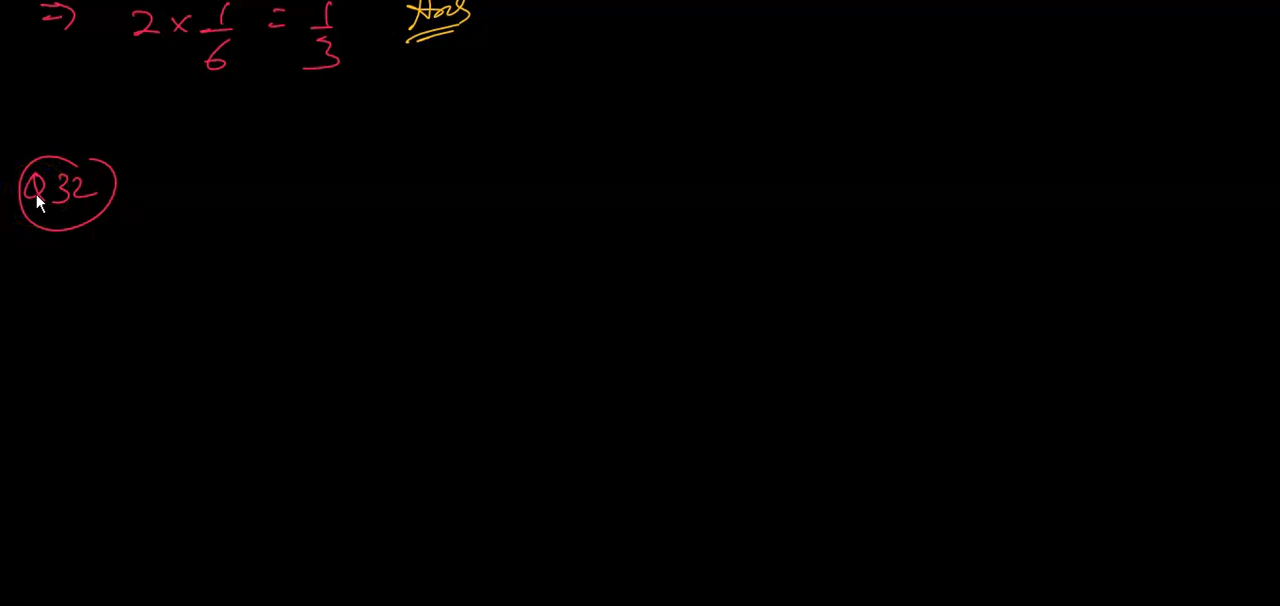 ⇒ 2 × 1/6 = 1/3 Ans
Q32